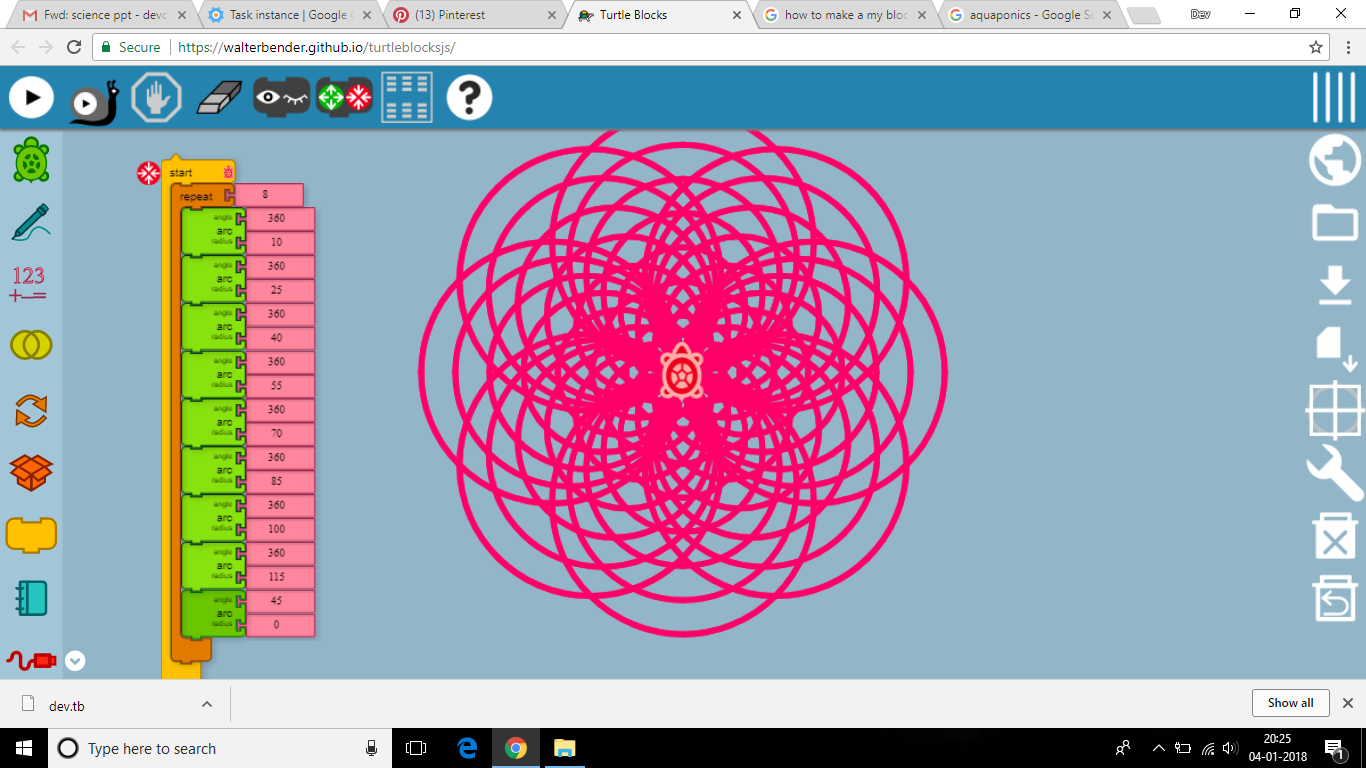 Fwd: science ppt - devc
Task instance | Google C
(13) Pinterest
Turtle Blocks
how to make a my bloc
aquaponics - Google Se
Dev
Secure | https://walterbender.github.io/turtleblocksjs/
?
start
repeat 8
angle 360
arc
radius 10
angle 360
arc
radius 25
angle 360
arc
radius 40
angle 360
arc
radius 55
angle 360
arc
radius 70
angle 360
arc
radius 85
angle 360
arc
radius 100
angle 360
arc
radius 115
angle 45
arc
radius 0
123
+-=
dev.tb
Show all
Type here to search
20:25
04-01-2018
1